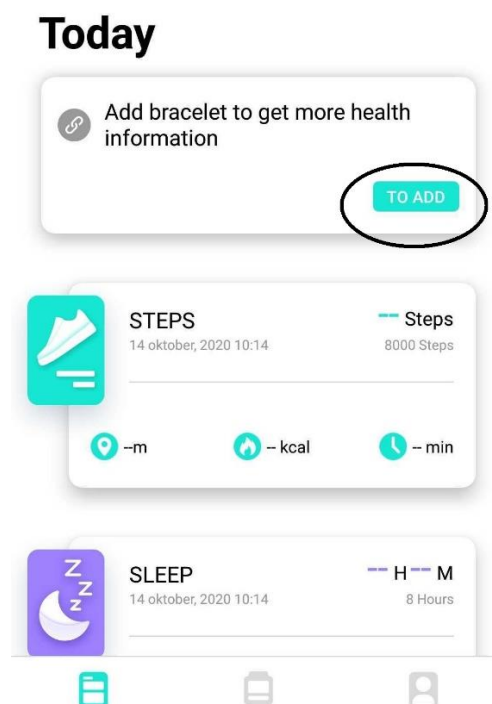 Today
Add bracelet to get more health
information
TO ADD
STEPS
-- Steps
14 oktober, 2020 10:14
8000 Steps
--m
-- kcal
-- min
Z
Z
Z
SLEEP
-- H -- M
14 oktober, 2020 10:14
8 Hours